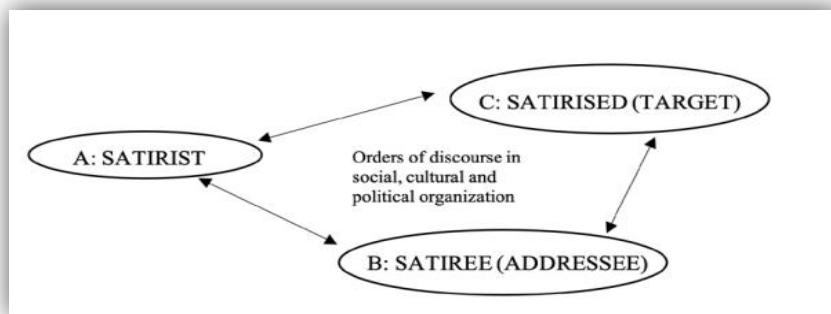 C: SATIRISED (TARGET)
A: SATIRIST
Orders of discourse in
social, cultural and
political organization
B: SATIREE (ADDRESSEE)